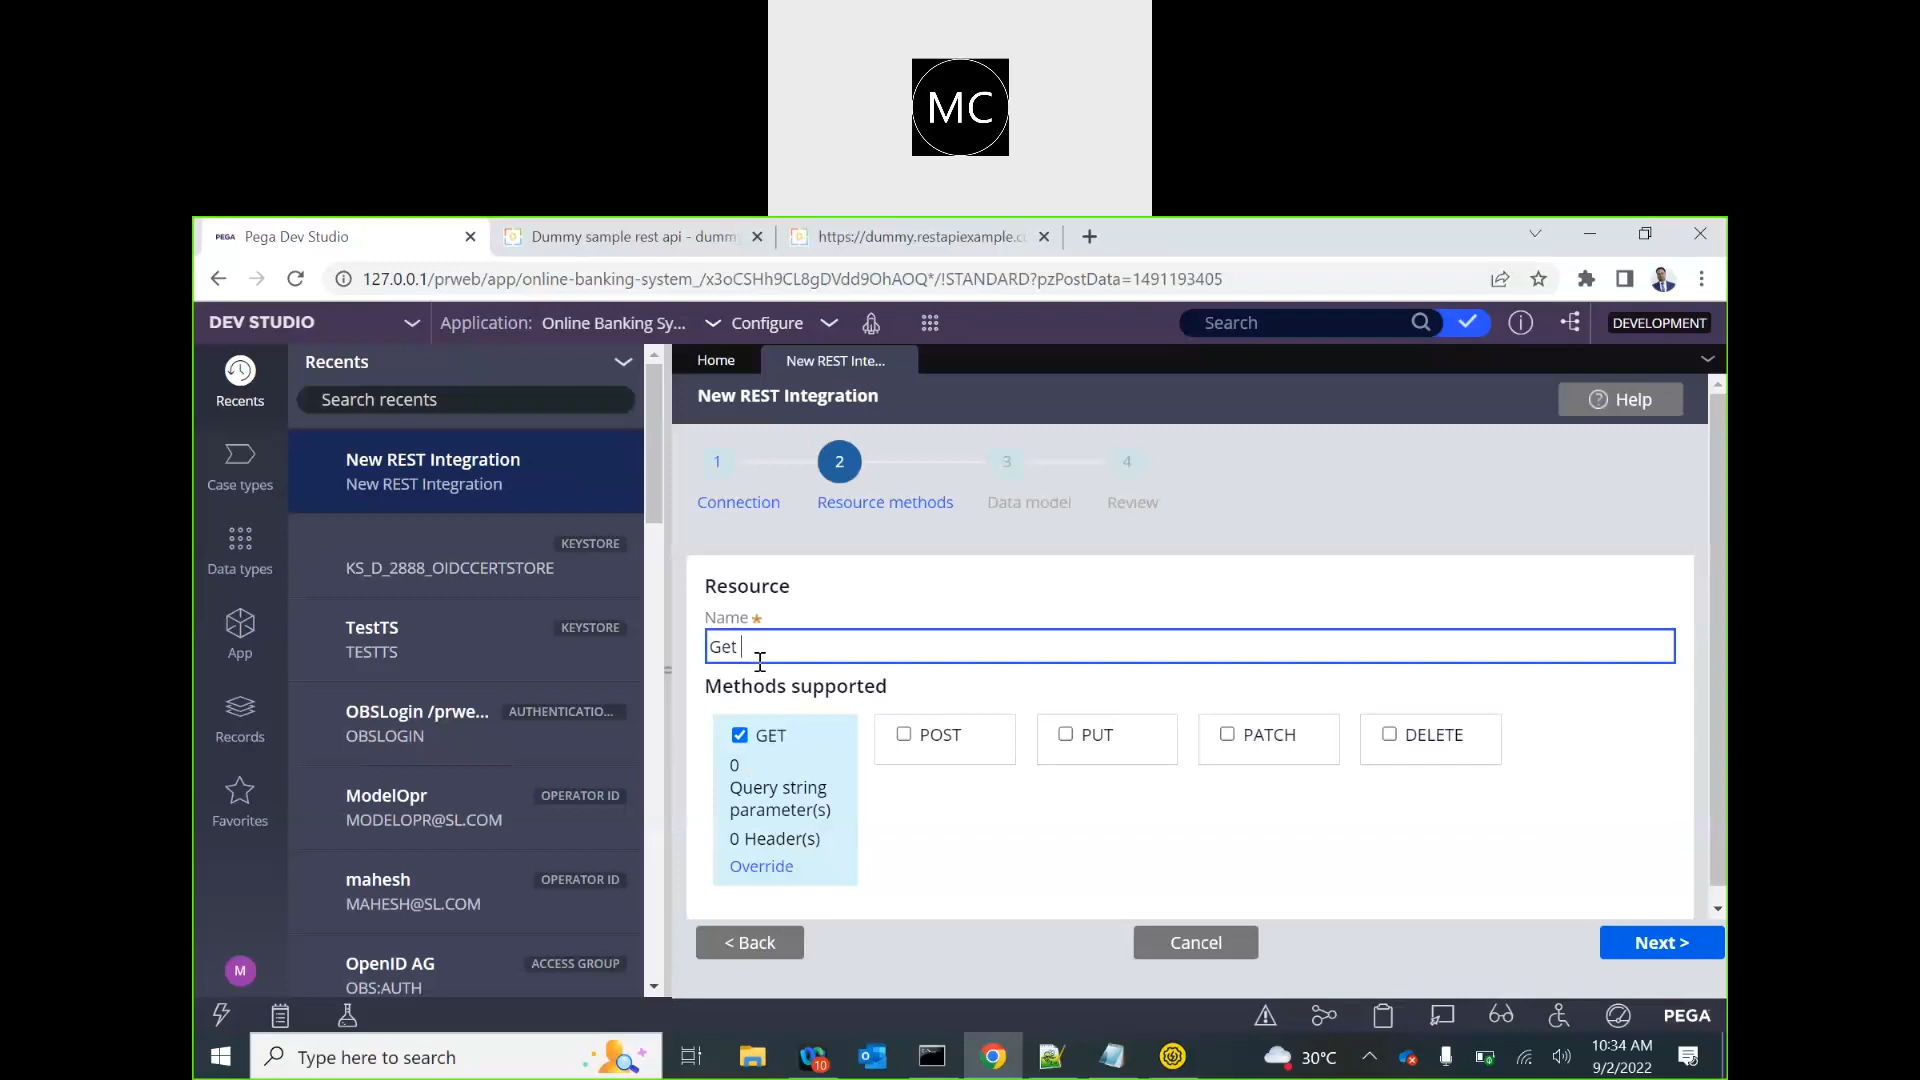 MC
PEGA Pega Dev Studio
Dummy sample rest api - dumm
https://dummy.restapiexample.c
127.0.0.1/prweb/app/online-banking-system_/x3oCSHh9CL8gDVdd9OhAOQ*/!STANDARD?pzPostData=1491193405
DEV STUDIO
Application: Online Banking Sy...
Configure
Search
DEVELOPMENT
Recents
Case types
Data types
App
Records
Favorites
M
Recents
Search recents
New REST Integration
New REST Integration
KEYSTORE
KS_D_2888_OIDCCERTSTORE
TestTS KEYSTORE
TESTTS
OBSLogin /prwe... AUTHENTICATIO...
OBSLOGIN
ModelOpr OPERATOR ID
MODELOPR@SL.COM
mahesh OPERATOR ID
MAHESH@SL.COM
OpenID AG ACCESS GROUP
OBS:AUTH
Home
New REST Inte...
New REST Integration
Help
1 2 3 4
Connection Resource methods Data model Review
Resource
Name *
Get
Methods supported
GET
0
Query string
parameter(s)
0 Header(s)
Override
POST
PUT
PATCH
DELETE
< Back
Cancel
Next >
PEGA
Type here to search
10
30°C
10:34 AM
9/2/2022